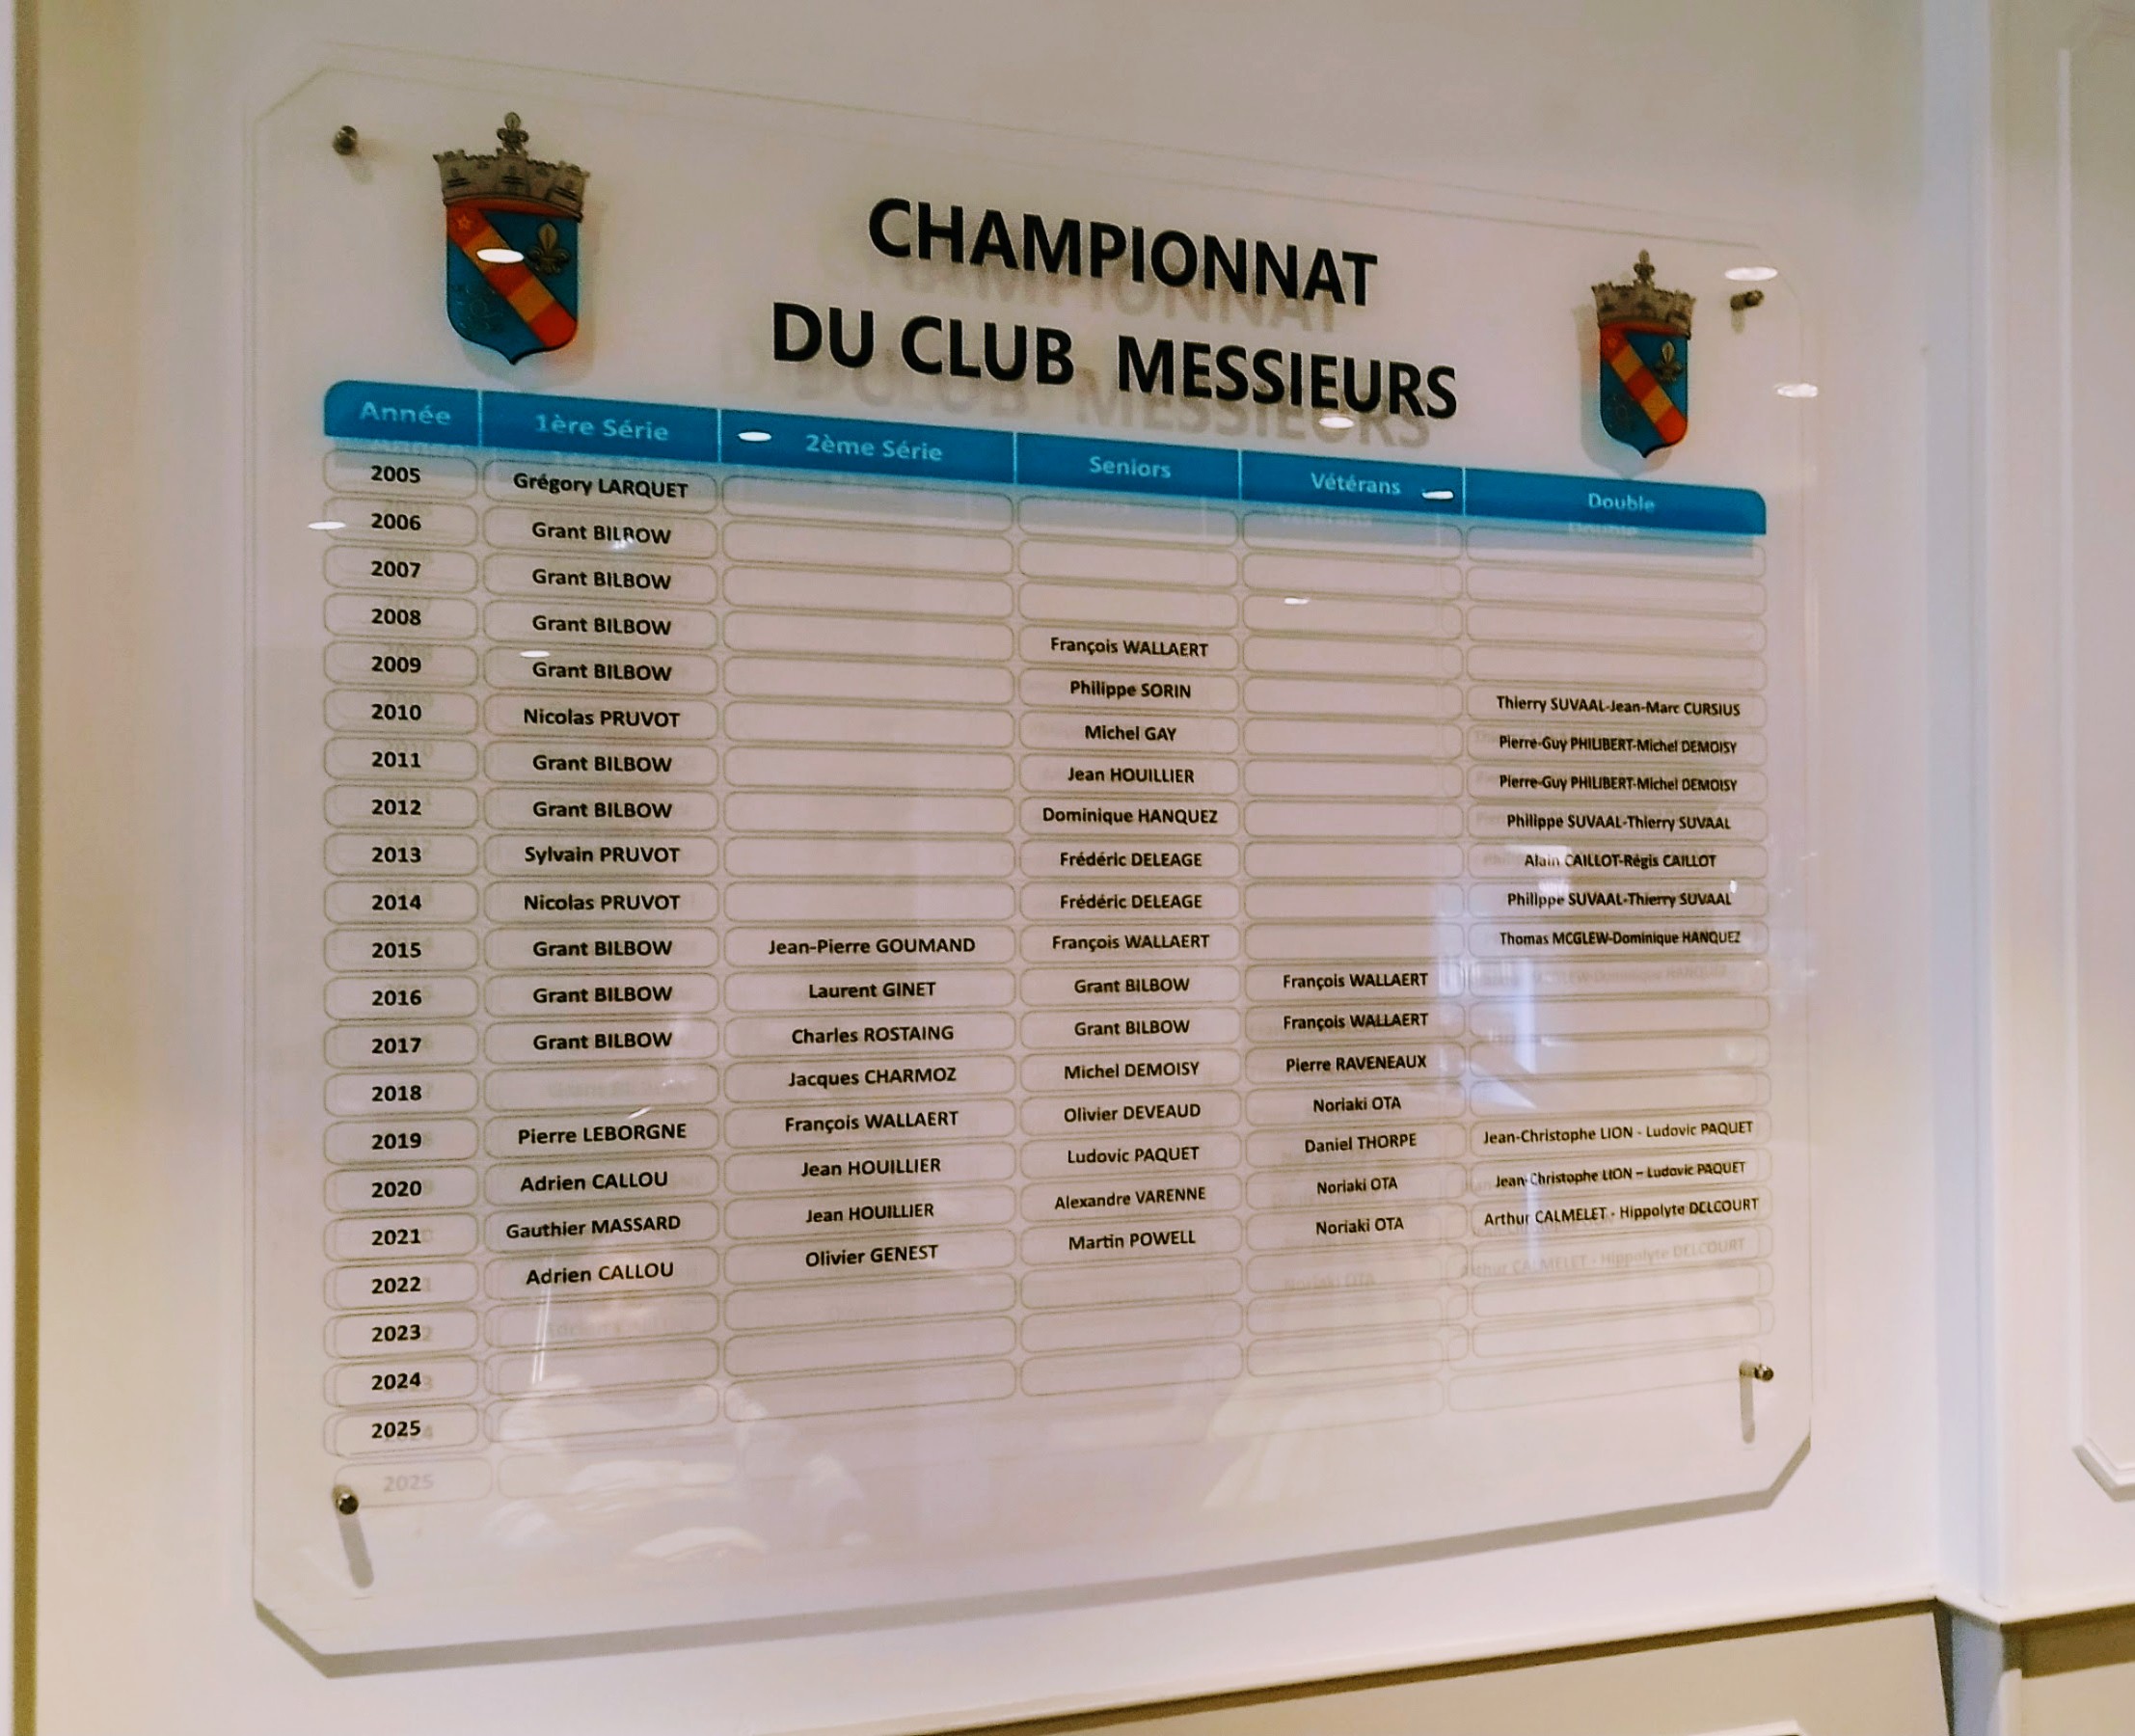 CHAMPIONNAT
DU CLUB MESSIEURS
Année 1ère Série 2ème Série Seniors Vétérans Double
2005 Grégory LARQUET
2006 Grant BILBOW
2007 Grant BILBOW
2008 Grant BILBOW François WALLAERT
2009 Grant BILBOW Philippe SORIN Thierry SUVAAL-Jean-Marc CURSIUS
2010 Nicolas PRUVOT Michel GAY Pierre-Guy PHILIBERT-Michel DEMOISY
2011 Grant BILBOW Jean HOUILLIER Pierre-Guy PHILIBERT-Michel DEMOISY
2012 Grant BILBOW Dominique HANQUEZ Philippe SUVAAL-Thierry SUVAAL
2013 Sylvain PRUVOT Frédéric DELEAGE Alain CAILLOT-Régis CAILLOT
2014 Nicolas PRUVOT Frédéric DELEAGE Philippe SUVAAL-Thierry SUVAAL
2015 Grant BILBOW Jean-Pierre GOUMAND François WALLAERT Thomas MCGLEW-Dominique HANQUEZ
2016 Grant BILBOW Laurent GINET Grant BILBOW François WALLAERT
2017 Grant BILBOW Charles ROSTAING Grant BILBOW François WALLAERT
2018 Jacques CHARMOZ Michel DEMOISY Pierre RAVENEAUX
2019 Pierre LEBORGNE François WALLAERT Olivier DEVEAUD Noriaki OTA
2020 Adrien CALLOU Jean HOUILLIER Ludovic PAQUET Daniel THORPE Jean-Christophe LION - Ludovic PAQUET
2021 Gauthier MASSARD Jean HOUILLIER Alexandre VARENNE Noriaki OTA Jean-Christophe LION – Ludovic PAQUET
2022 Adrien CALLOU Olivier GENEST Martin POWELL Noriaki OTA Arthur CALMELET - Hippolyte DELCOURT
2023
2024
2025